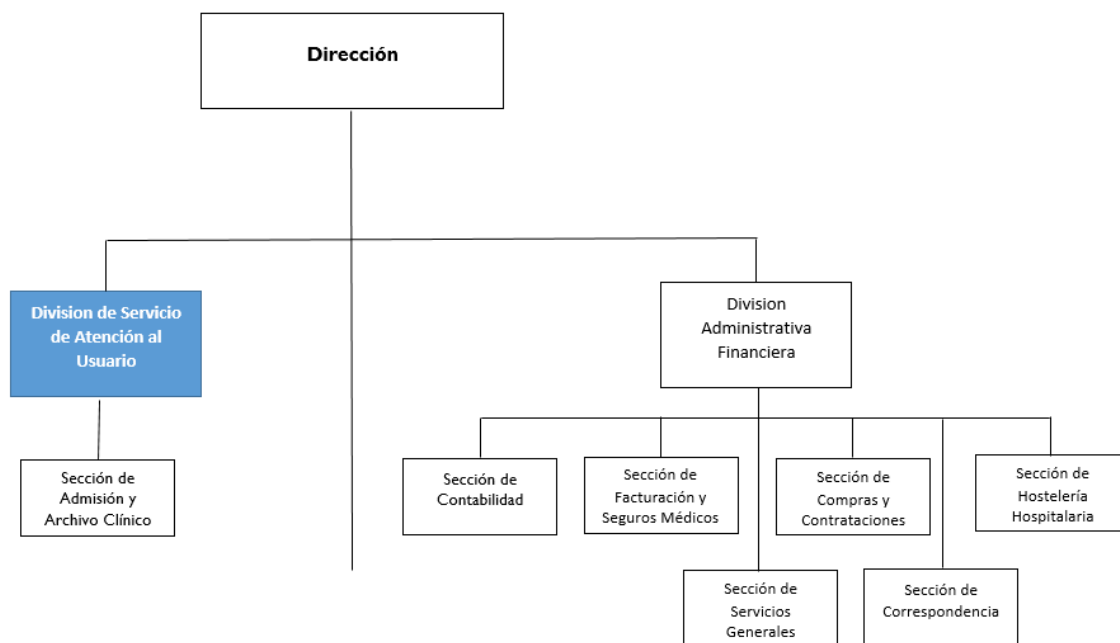 Dirección
Division de Servicio
de Atención al
Usuario
Division
Administrativa
Financiera
Sección de
Admisión y
Archivo Clínico
Sección de
Contabilidad
Sección de
Facturación y
Seguros Médicos
Sección de
Compras y
Contrataciones
Sección de
Hostelería
Hospitalaria
Sección de
Servicios
Generales
Sección de
Correspondencia